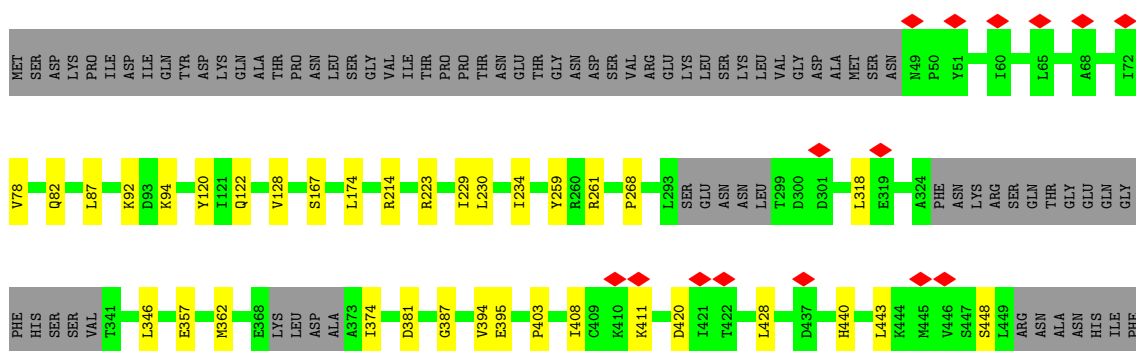 MET SER ASP LYS PRO ILE ASP ILE GLN TYR ASP LYS GLN ALA THR PRO ASN LEU SER GLY VAL ILE THR PRO PRO THR ASN GLU THR GLY ASN ASP SER VAL ARG GLU LYS LEU SER LYS LEU VAL GLY ASP ALA MET SER ASN N49 P50 Y51 I60 L65 A68 I72
V78 Q82 L87 K92 D93 K94 Y120 I121 Q122 V128 S167 L174 R214 R223 I229 L230 I234 Y259 R260 R261 P268 L293 SER GLU ASN ASN LEU T299 D300 D301 L318 E319 A324 PHE ASN LYS ARG SER GLN THR GLY GLU GLN GLY
PHE HIS SER SER VAL T341 L346 E357 M362 E368 LYS LEU ASP ALA A373 I374 D381 G387 V394 E395 P403 I408 C409 K410 K411 D420 I421 T422 L428 D437 H440 L443 K444 M445 V446 S447 S448 L449 ARG ASN ALA ASN HIS ILE PHE